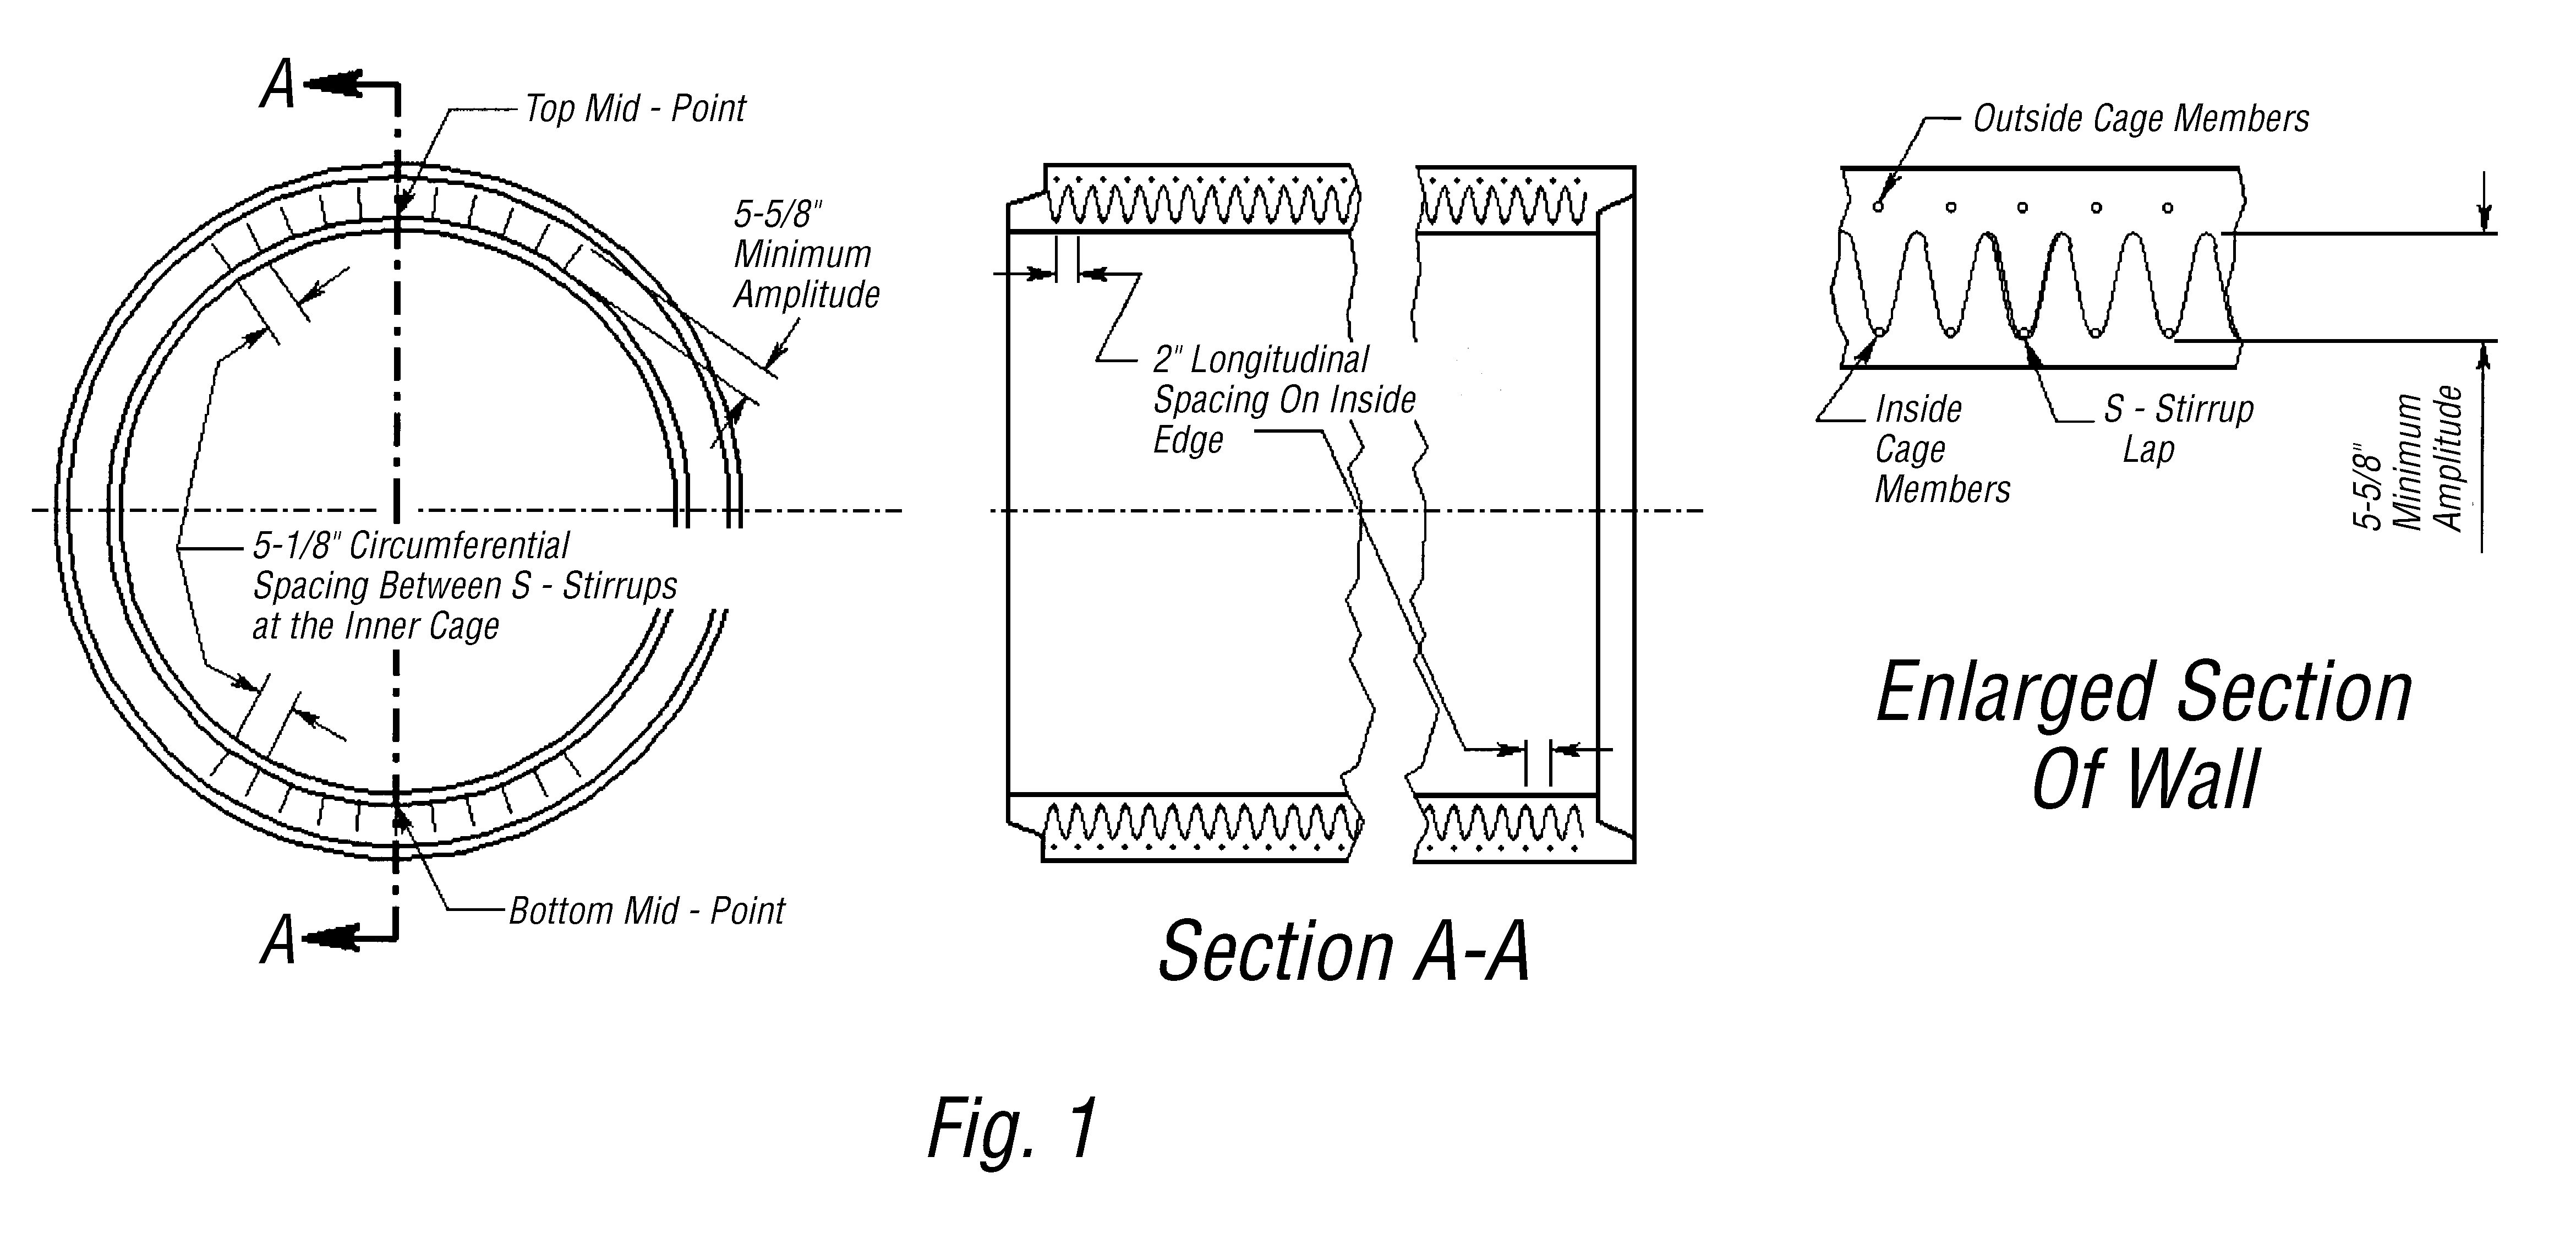 A
Top Mid - Point
5-5/8"
Minimum
Amplitude
5-1/8" Circumferential
Spacing Between S - Stirrups
at the Inner Cage
Bottom Mid - Point
A
2" Longitudinal
Spacing On Inside
Edge
Section A-A
Outside Cage Members
Inside
Cage
Members
S - Stirrup
Lap
5-5/8"
Minimum
Amplitude
Enlarged Section
Of Wall
Fig. 1